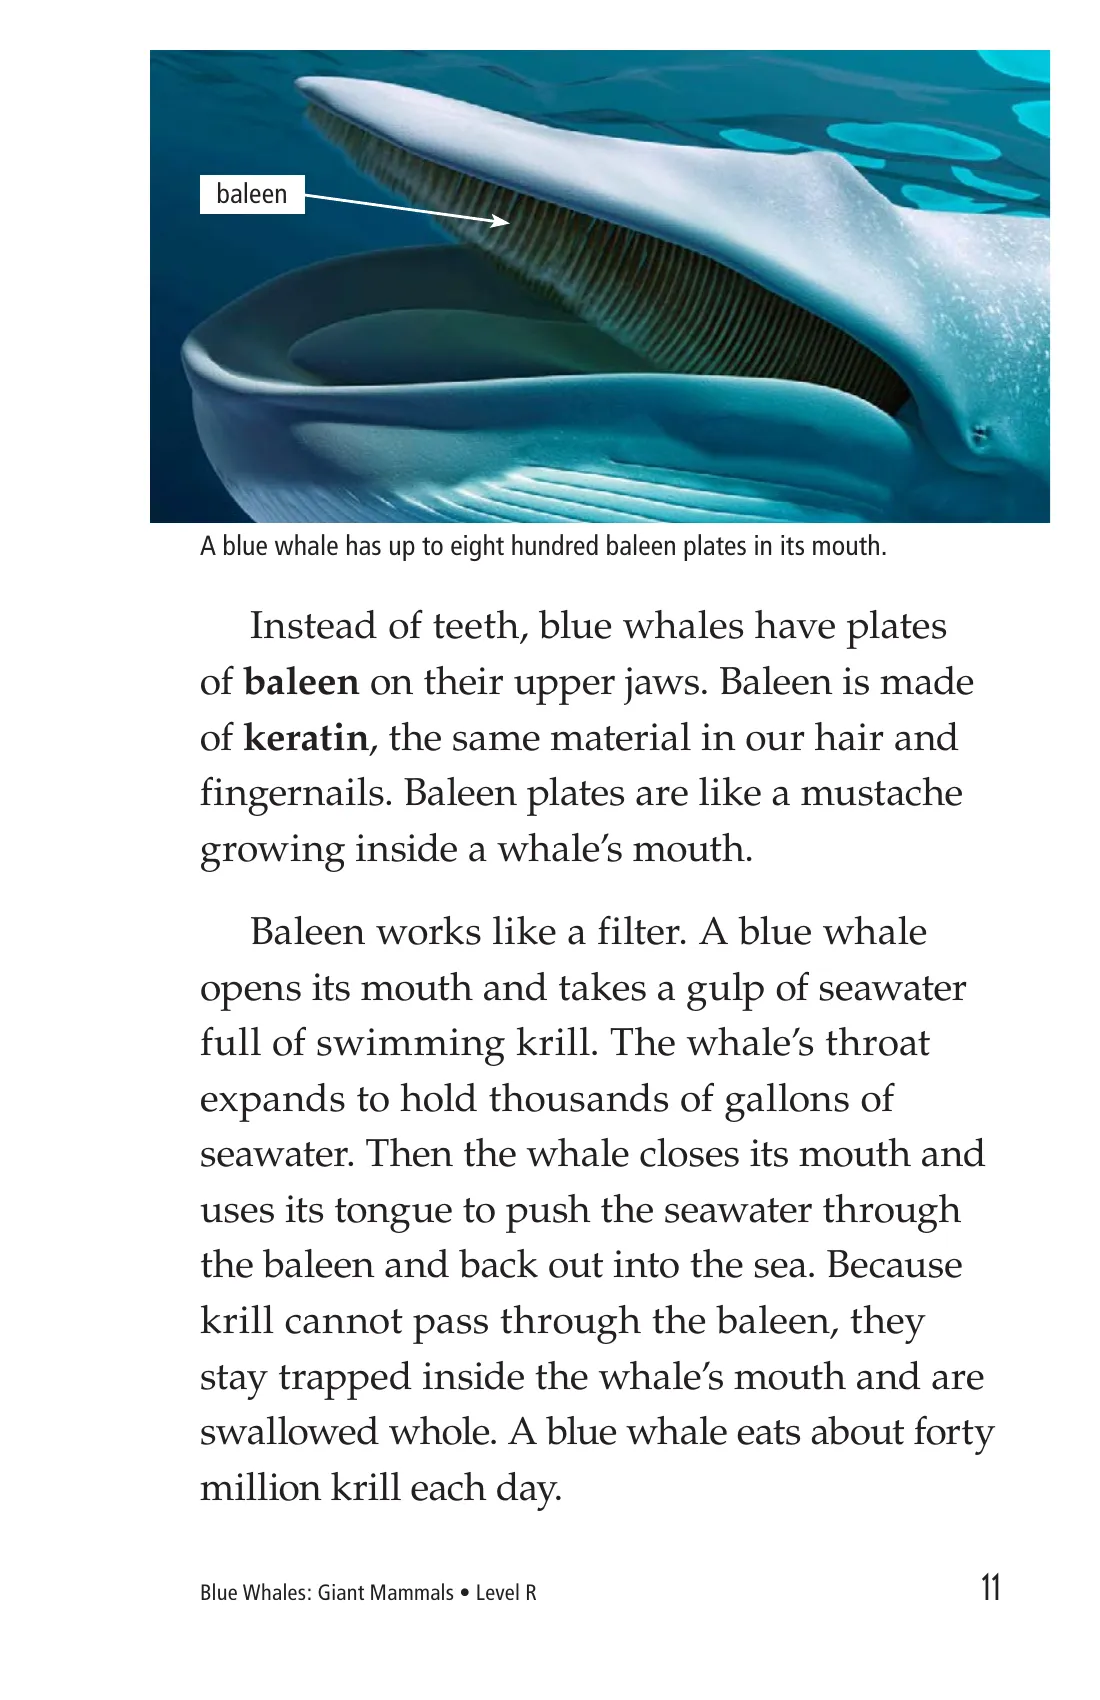 baleen
A blue whale has up to eight hundred baleen plates in its mouth.
Instead of teeth, blue whales have plates
of baleen on their upper jaws. Baleen is made
of keratin, the same material in our hair and
fingernails. Baleen plates are like a mustache
growing inside a whale’s mouth.
Baleen works like a filter. A blue whale
opens its mouth and takes a gulp of seawater
full of swimming krill. The whale’s throat
expands to hold thousands of gallons of
seawater. Then the whale closes its mouth and
uses its tongue to push the seawater through
the baleen and back out into the sea. Because
krill cannot pass through the baleen, they
stay trapped inside the whale’s mouth and are
swallowed whole. A blue whale eats about forty
million krill each day.
Blue Whales: Giant Mammals • Level R 11